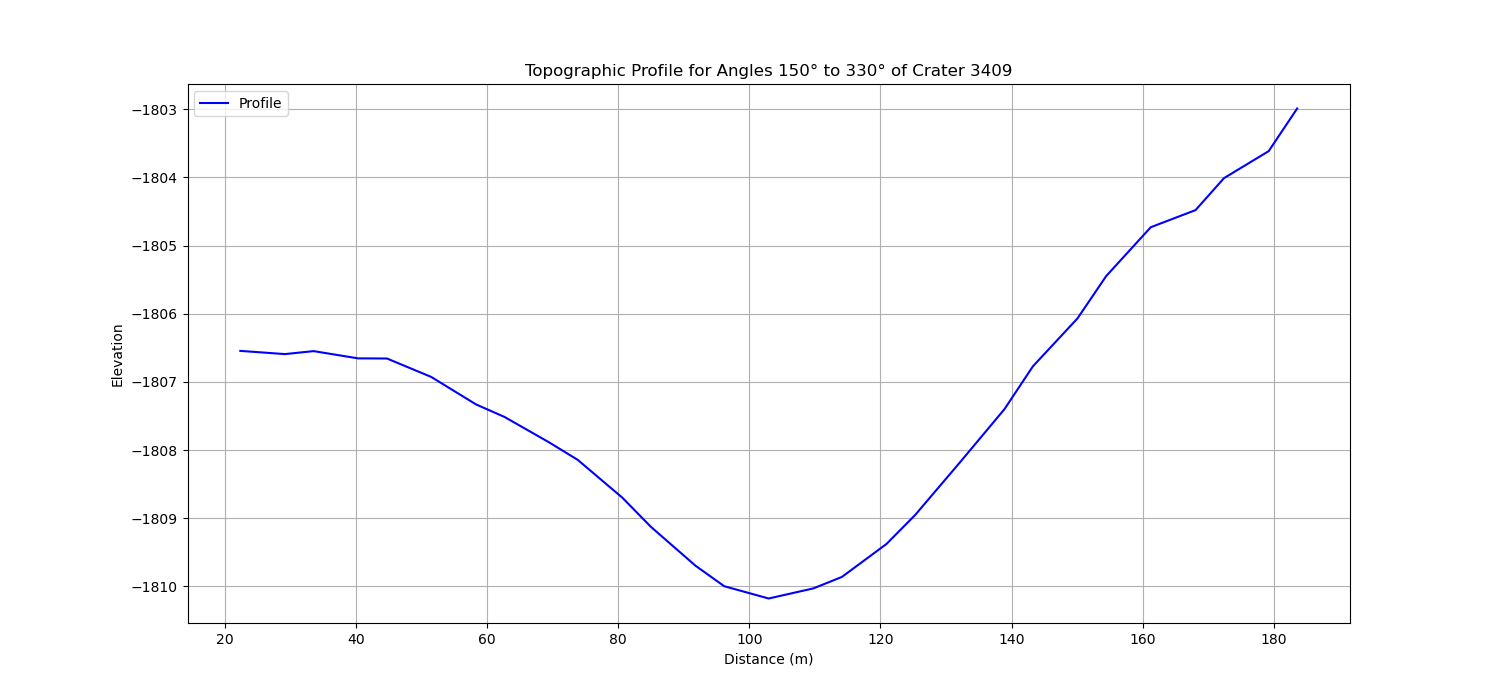 Topographic Profile for Angles 150° to 330° of Crater 3409
Profile
−1803
−1804
−1805
−1806
−1807
−1808
−1809
−1810
Elevation
20 40 60 80 100 120 140 160 180
Distance (m)